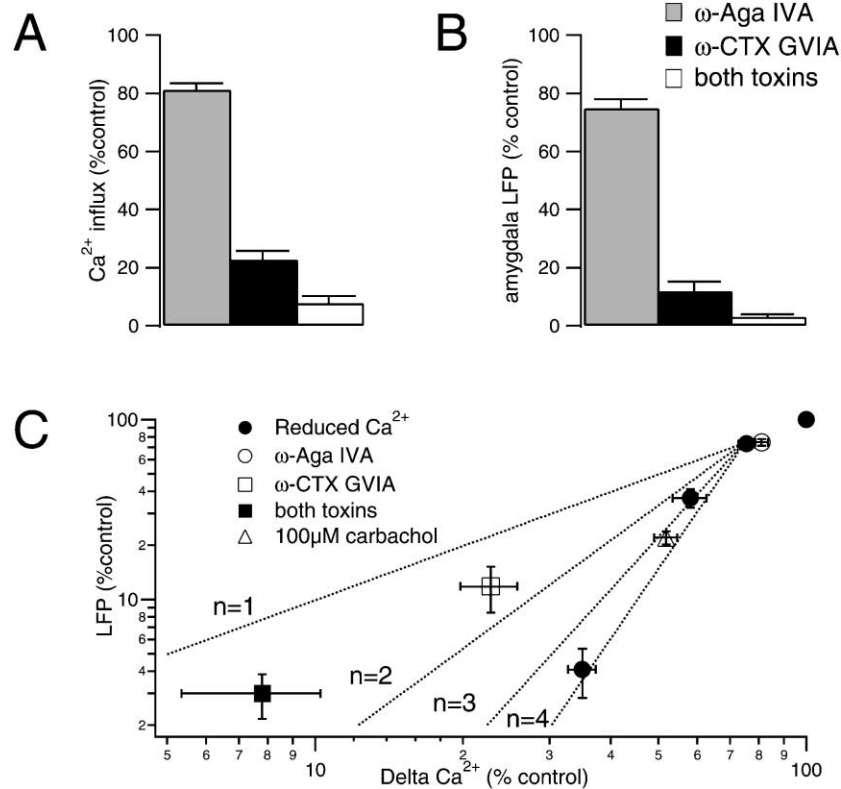 A
100
80
60
40
20
0
Ca²⁺ influx (%control)
B
100
80
60
40
20
0
amygdala LFP (% control)
ω-Aga IVA
ω-CTX GVIA
both toxins
C
100
8
6
4
2
10
8
6
4
2
LFP (%control)
Reduced Ca²⁺
ω-Aga IVA
ω-CTX GVIA
both toxins
100µM carbachol
n=1
n=2
n=3
n=4
5 6 7 8 9 10 2 3 4 5 6 7 8 9 100
Delta Ca²⁺ (% control)